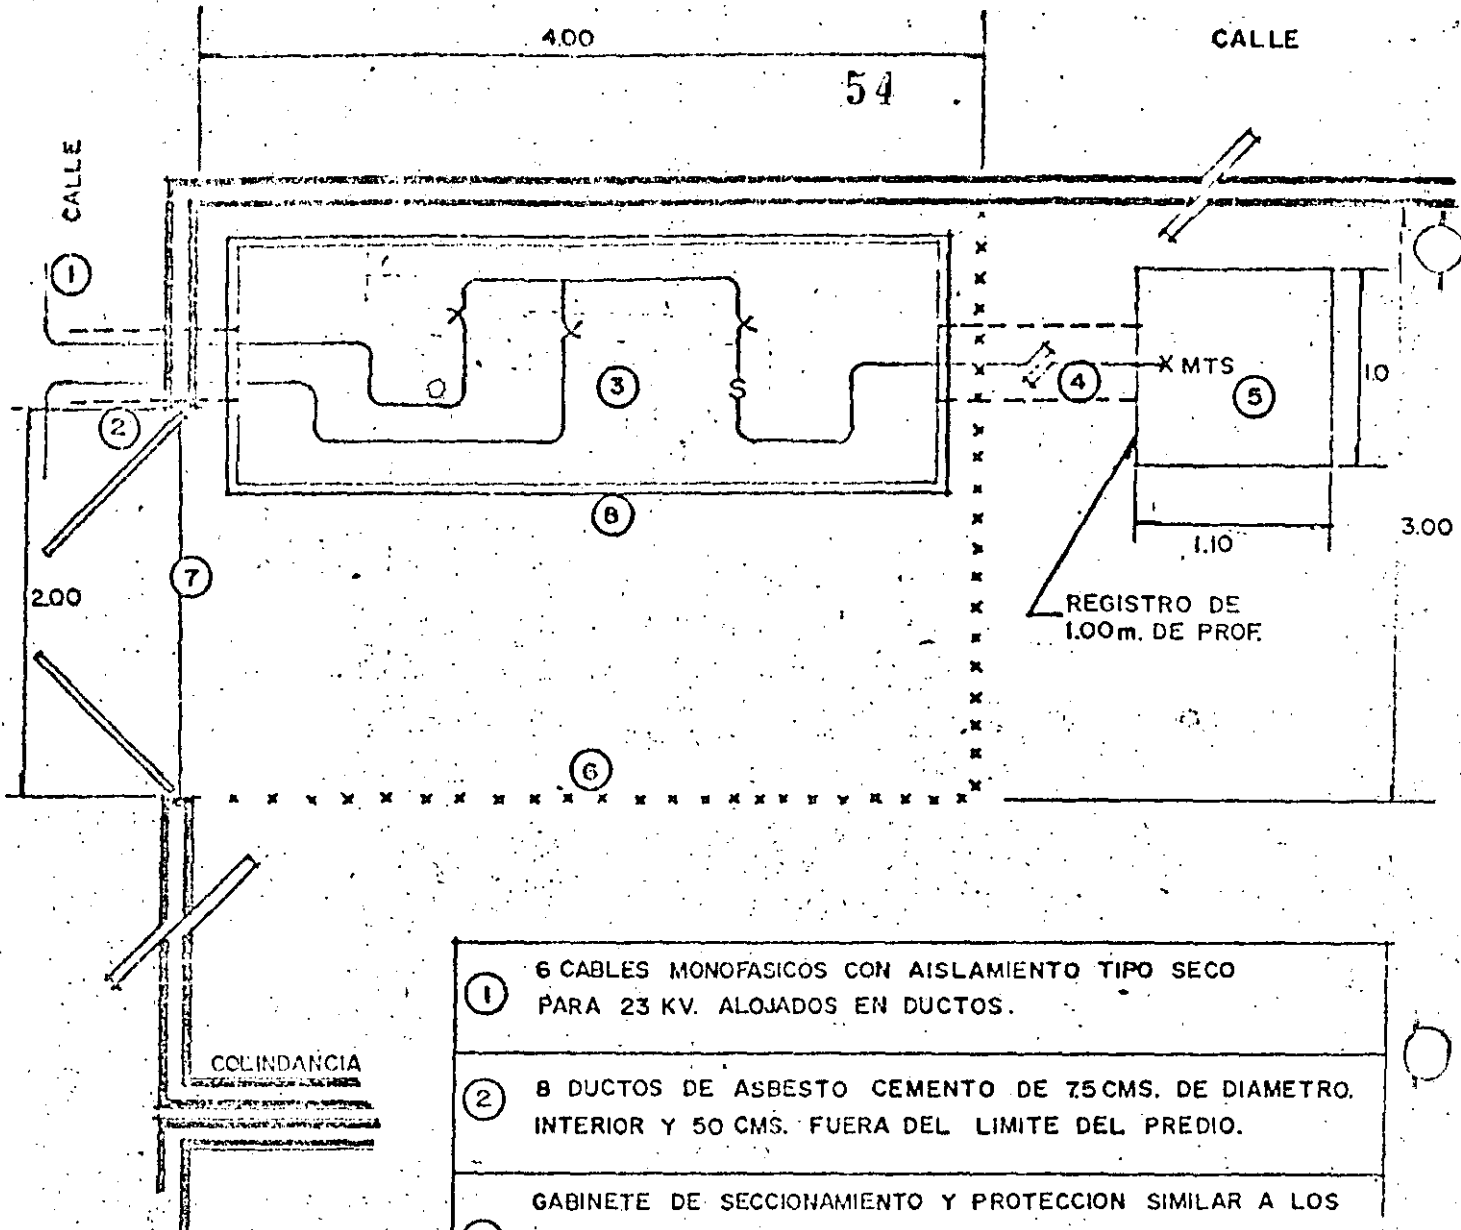 4.00
CALLE
54
CALLE
1
2
3
S
4
X MTS
5
1.0
8
1.10
3.00
7
2.00
REGISTRO DE
1.00m. DE PROF.
6
COLINDANCIA
1 6 CABLES MONOFASICOS CON AISLAMIENTO TIPO SECO
PARA 23 KV. ALOJADOS EN DUCTOS.
2 8 DUCTOS DE ASBESTO CEMENTO DE 7.5 CMS. DE DIAMETRO.
INTERIOR Y 50 CMS. FUERA DEL LIMITE DEL PREDIO.
GABINETE DE SECCIONAMIENTO Y PROTECCION SIMILAR A LOS